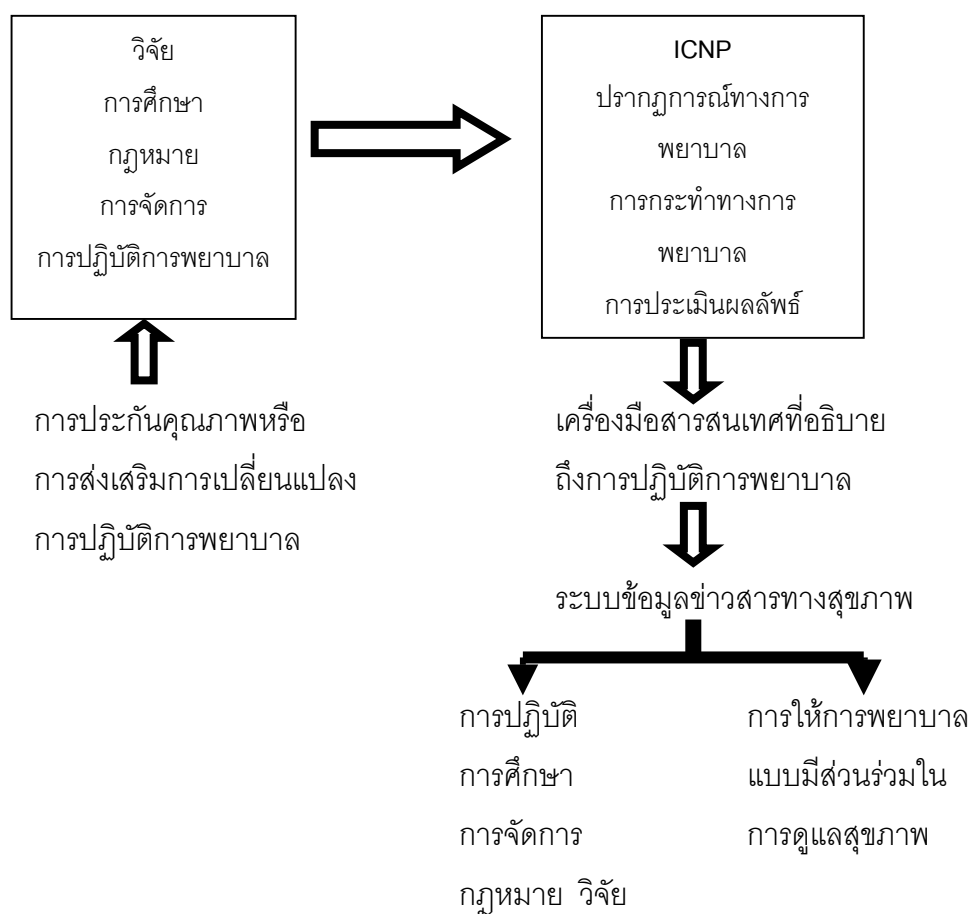 วิจัย
การศึกษา
กฎหมาย
การจัดการ
การปฏิบัติการพยาบาล
ICNP
ปรากฏการณ์ทางการ
พยาบาล
การกระทำทางการ
พยาบาล
การประเมินผลลัพธ์
การประกันคุณภาพหรือ
การส่งเสริมการเปลี่ยนแปลง
การปฏิบัติการพยาบาล
เครื่องมือสารสนเทศที่อธิบาย
ถึงการปฏิบัติการพยาบาล
ระบบข้อมูลข่าวสารทางสุขภาพ
การปฏิบัติ
การศึกษา
การจัดการ
กฎหมาย วิจัย
การให้การพยาบาล
แบบมีส่วนร่วมใน
การดูแลสุขภาพ